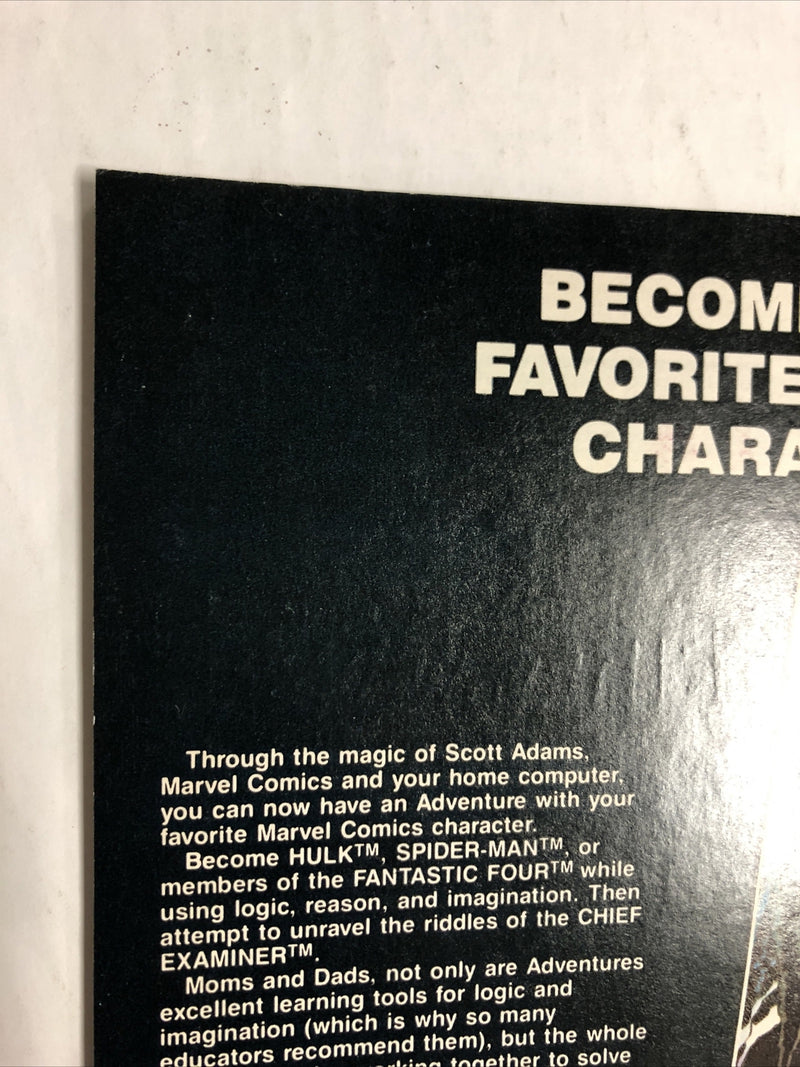 BECOM
FAVORITE
CHARA
Through the magic of Scott Adams,
Marvel Comics and your home computer,
you can now have an Adventure with your
favorite Marvel Comics character.
Become HULK™, SPIDER-MAN™, or
members of the FANTASTIC FOUR™ while
using logic, reason, and imagination. Then
attempt to unravel the riddles of the CHIEF
EXAMINER™.
Moms and Dads, not only are Adventures
excellent learning tools for logic and
imagination (which is why so many
educators recommend them), but the whole
together to solve